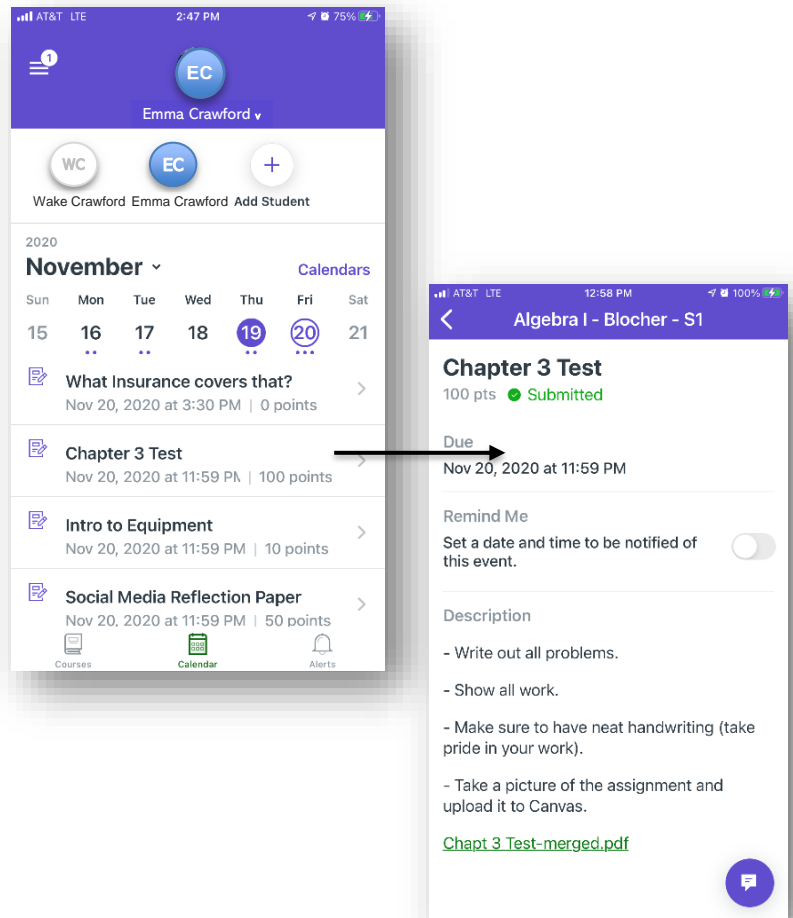 AT&T LTE 2:47 PM 75%
1
EC
Emma Crawford v
WC EC +
Wake Crawford Emma Crawford Add Student
2020
November Calendars
Sun Mon Tue Wed Thu Fri Sat
15 16 17 18 19 20 21
What Insurance covers that?
Nov 20, 2020 at 3:30 PM | 0 points
Chapter 3 Test
Nov 20, 2020 at 11:59 PM | 100 points
Intro to Equipment
Nov 20, 2020 at 11:59 PM | 10 points
Social Media Reflection Paper
Nov 20, 2020 at 11:59 PM | 50 points
Courses Calendar Alerts
AT&T LTE 12:58 PM 100%
Algebra I - Blocher - S1
Chapter 3 Test
100 pts Submitted
Due
Nov 20, 2020 at 11:59 PM
Remind Me
Set a date and time to be notified of
this event.
Description
- Write out all problems.
- Show all work.
- Make sure to have neat handwriting (take
pride in your work).
- Take a picture of the assignment and
upload it to Canvas.
Chapt 3 Test-merged.pdf